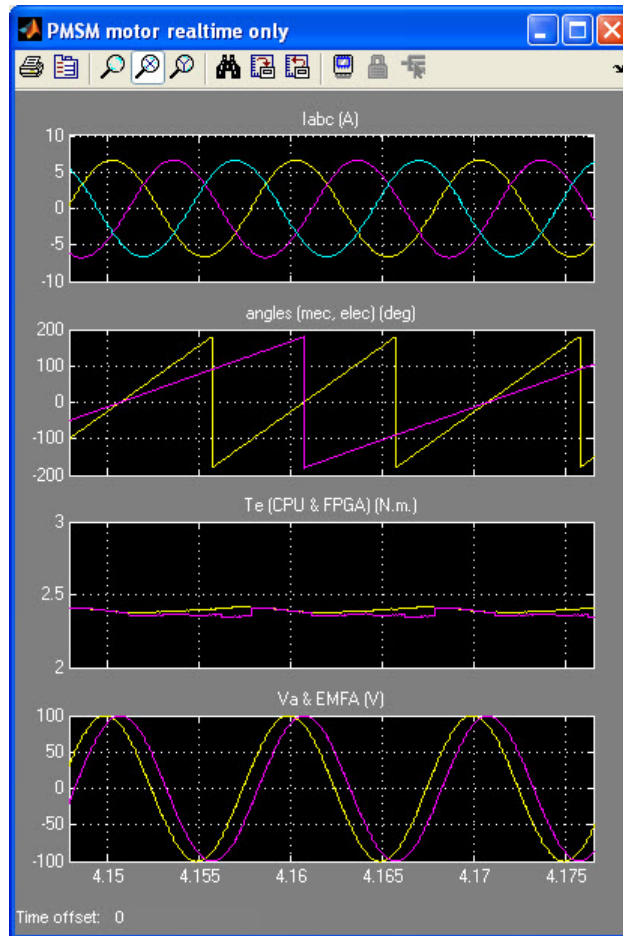 PMSM motor realtime only
Iabc (A)
10
5
0
-5
-10
angles (mec, elec) (deg)
200
100
0
-100
-200
Te (CPU & FPGA) (N.m.)
3
2.5
2
Va & EMFA (V)
100
50
0
-50
-100
4.15 4.155 4.16 4.165 4.17 4.175
Time offset: 0